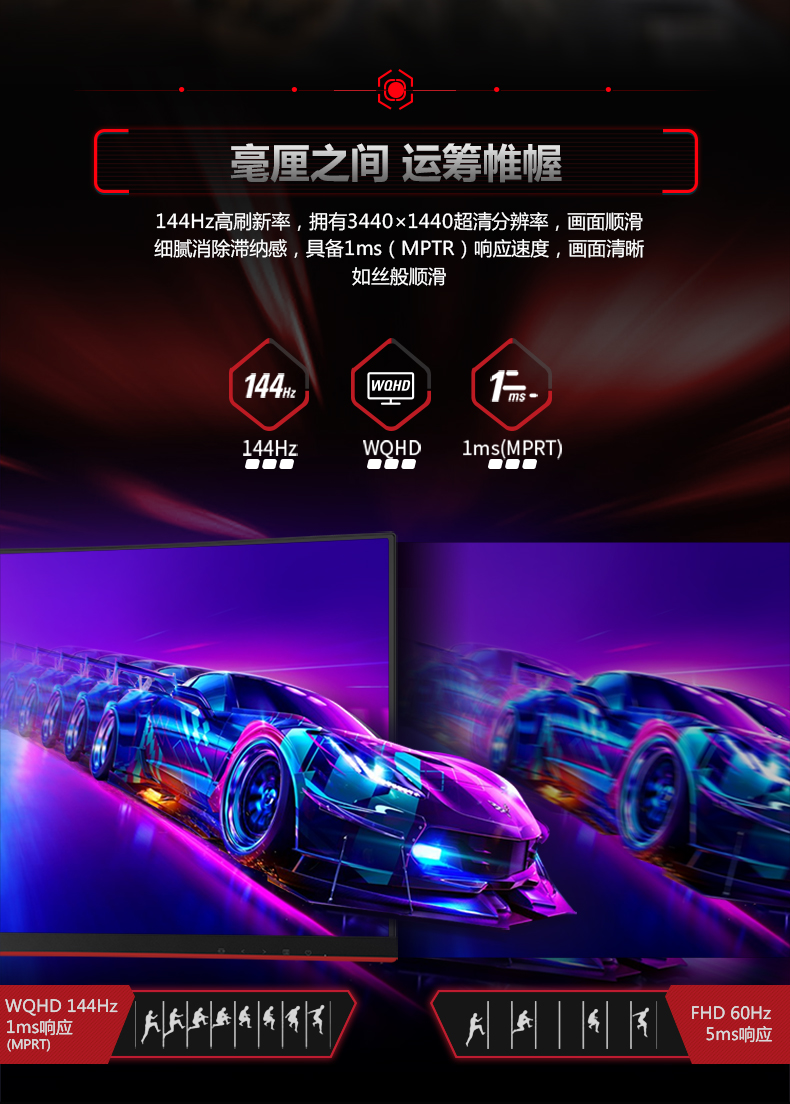 毫厘之间 运筹帷幄
144Hz高刷新率，拥有3440×1440超清分辨率，画面顺滑
细腻消除滞纳感，具备1ms（MPTR）响应速度，画面清晰
如丝般顺滑
144Hz
WQHD
1ms
144Hz
WQHD
1ms(MPRT)
WQHD 144Hz
1ms响应
(MPRT)
FHD 60Hz
5ms响应